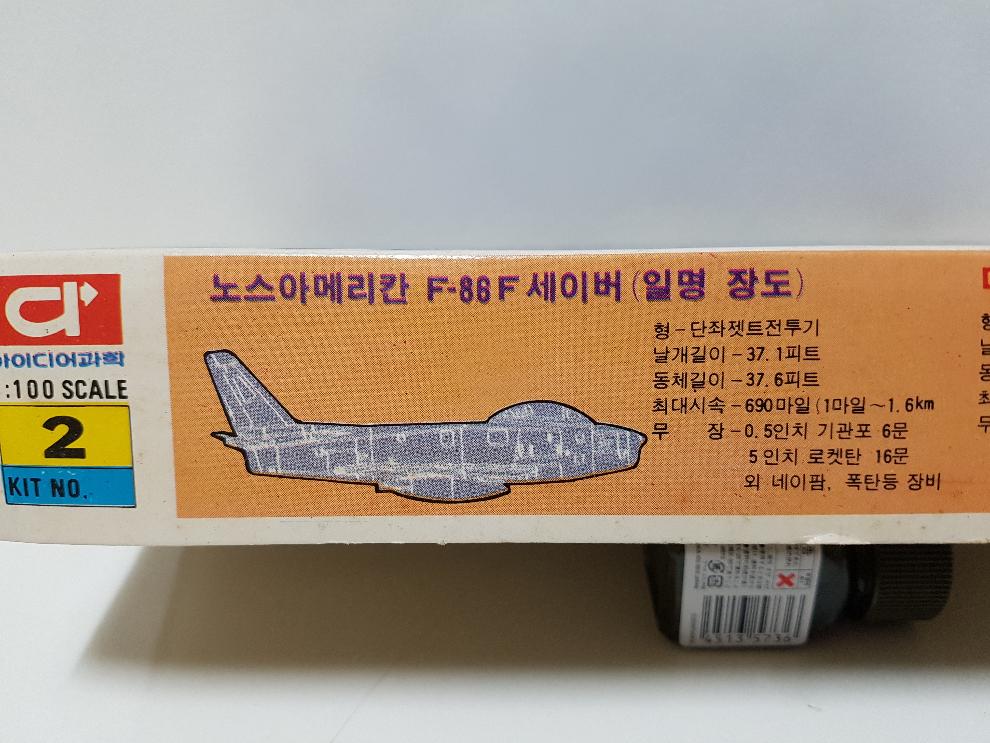 노스아메리칸 F-86F 세이버 (일명 장도)
아이디어과학
:100 SCALE
2
KIT NO.
형-단좌젯트전투기
날개길이-37.1피트
동체길이-37.6피트
최대시속-690마일(1마일~1.6km
무 장-0.5인치 기관포 6문
5인치 로켓탄 16문
외 네이팜, 폭탄등 장비